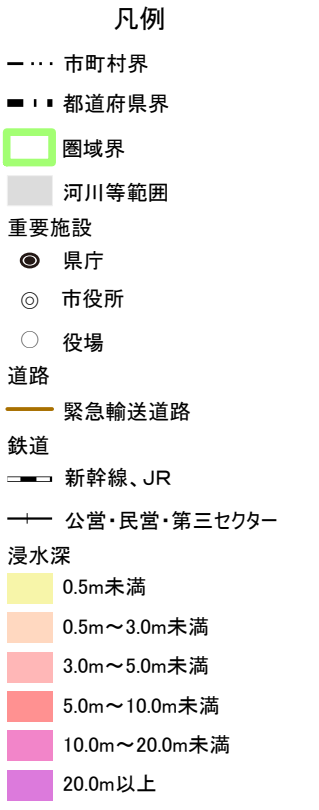 凡例
市町村界
都道府県界
圏域界
河川等範囲
重要施設
県庁
市役所
役場
道路
緊急輸送道路
鉄道
新幹線、JR
公営・民営・第三セクター
浸水深
0.5m未満
0.5m～3.0m未満
3.0m～5.0m未満
5.0m～10.0m未満
10.0m～20.0m未満
20.0m以上